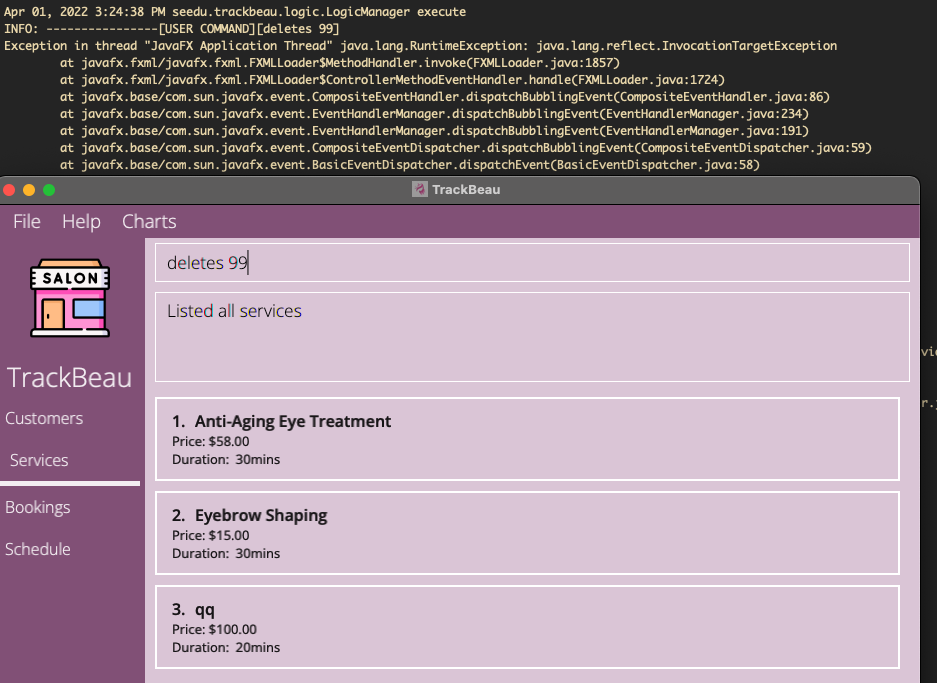 Apr 01, 2022 3:24:38 PM seedu.trackbeau.logic.LogicManager execute
INFO: ----------------[USER COMMAND][deletes 99]
Exception in thread "JavaFX Application Thread" java.lang.RuntimeException: java.lang.reflect.InvocationTargetException
at javafx.fxml/javafx.fxml.FXMLLoader$MethodHandler.invoke(FXMLLoader.java:1857)
at javafx.fxml/javafx.fxml.FXMLLoader$ControllerMethodEventHandler.handle(FXMLLoader.java:1724)
at javafx.base/com.sun.javafx.event.CompositeEventHandler.dispatchBubblingEvent(CompositeEventHandler.java:86)
at javafx.base/com.sun.javafx.event.EventHandlerManager.dispatchBubblingEvent(EventHandlerManager.java:234)
at javafx.base/com.sun.javafx.event.EventHandlerManager.dispatchBubblingEvent(EventHandlerManager.java:191)
at javafx.base/com.sun.javafx.event.CompositeEventDispatcher.dispatchBubblingEvent(CompositeEventDispatcher.java:59)
at javafx.base/com.sun.javafx.event.BasicEventDispatcher.dispatchEvent(BasicEventDispatcher.java:58)
TrackBeau
File Help Charts
SALON
TrackBeau
Customers
Services
Bookings
Schedule
deletes 99
Listed all services
1. Anti-Aging Eye Treatment
Price: $58.00
Duration: 30mins
2. Eyebrow Shaping
Price: $15.00
Duration: 30mins
3. qq
Price: $100.00
Duration: 20mins